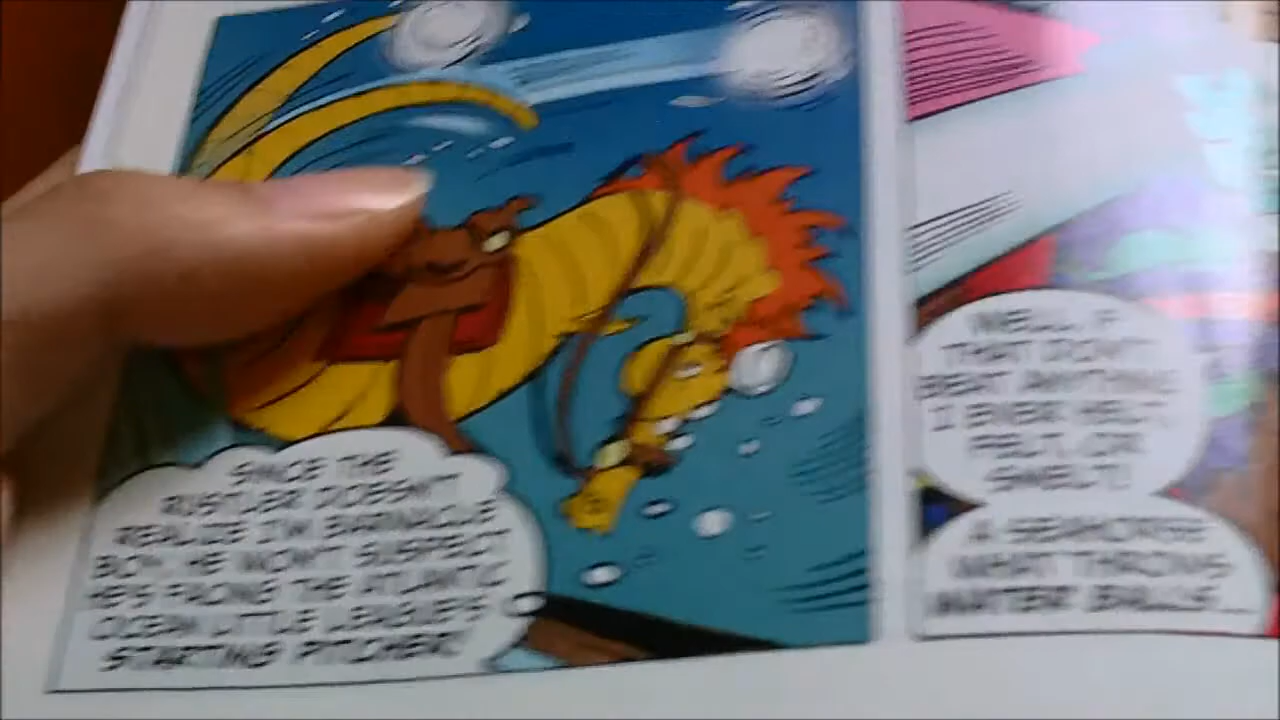 SINCE THE
RUSTLER DOESN'T
REALIZE I'M BARNACLE
BOY, HE WON'T SUSPECT
HE'S FACING THE ATLANTIC
OCEAN LITTLE LEAGUE'S
STARTING PITCHER!
WELL, IF
THAT DON'T
BEAT ANYTHING
I EVER HELT,
FELT, OR
SMELT!
A SEAHORSE
WHAT THROWS
WATER BALLS...